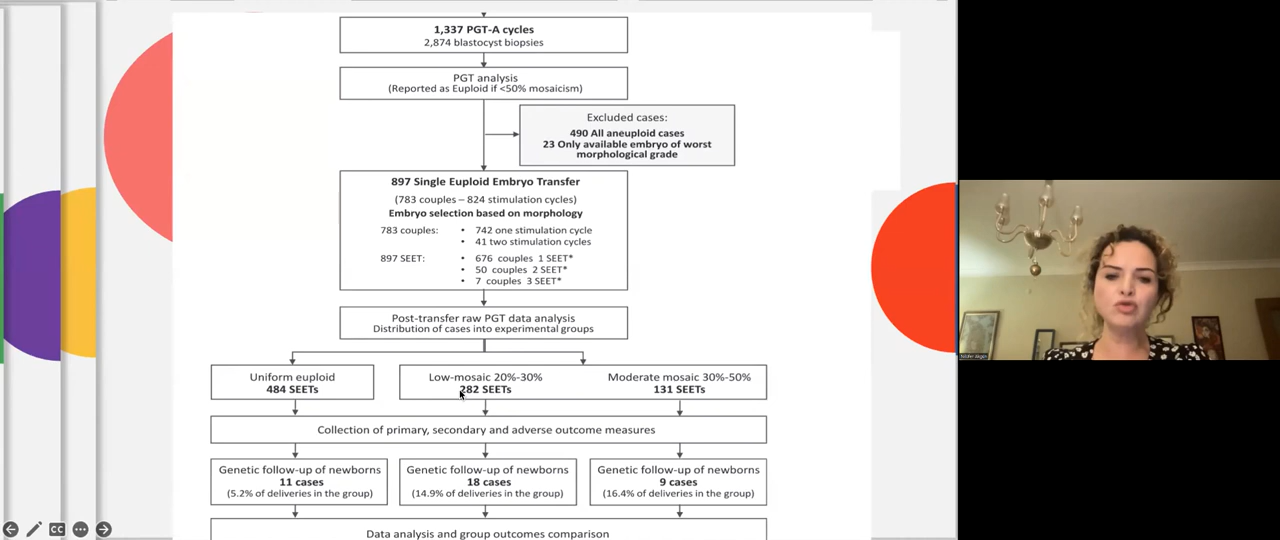 1,337 PGT-A cycles
2,874 blastocyst biopsies
PGT analysis
(Reported as Euploid if <50% mosaicism)
Excluded cases:
490 All aneuploid cases
23 Only available embryo of worst
morphological grade
897 Single Euploid Embryo Transfer
(783 couples – 824 stimulation cycles)
Embryo selection based on morphology
783 couples: • 742 one stimulation cycle
• 41 two stimulation cycles
897 SEET: • 676 couples 1 SEET*
• 50 couples 2 SEET*
• 7 couples 3 SEET*
Post-transfer raw PGT data analysis
Distribution of cases into experimental groups
Uniform euploid
484 SEETs
Low-mosaic 20%-30%
282 SEETs
Moderate mosaic 30%-50%
131 SEETs
Collection of primary, secondary and adverse outcome measures
Genetic follow-up of newborns
11 cases
(5.2% of deliveries in the group)
Genetic follow-up of newborns
18 cases
(14.9% of deliveries in the group)
Genetic follow-up of newborns
9 cases
(16.4% of deliveries in the group)
Data analysis and group outcomes comparison
CC